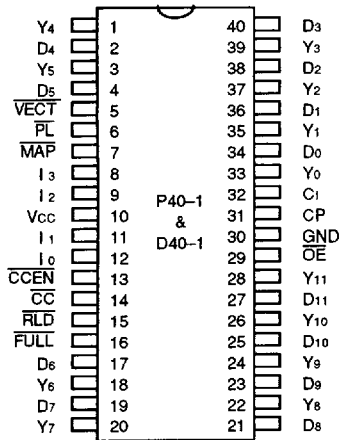 Y4 1 40 D3
D4 2 39 Y3
Y5 3 38 D2
D5 4 37 Y2
VECT 5 36 D1
PL 6 35 Y1
MAP 7 34 D0
I3 8 33 Y0
I2 9 32 CI
VCC 10 P40–1 31 CP
I1 11 & 30 GND
I0 12 D40–1 29 OE
CCEN 13 28 Y11
CC 14 27 D11
RLD 15 26 Y10
FULL 16 25 D10
D6 17 24 Y9
Y6 18 23 D9
D7 19 22 Y8
Y7 20 21 D8